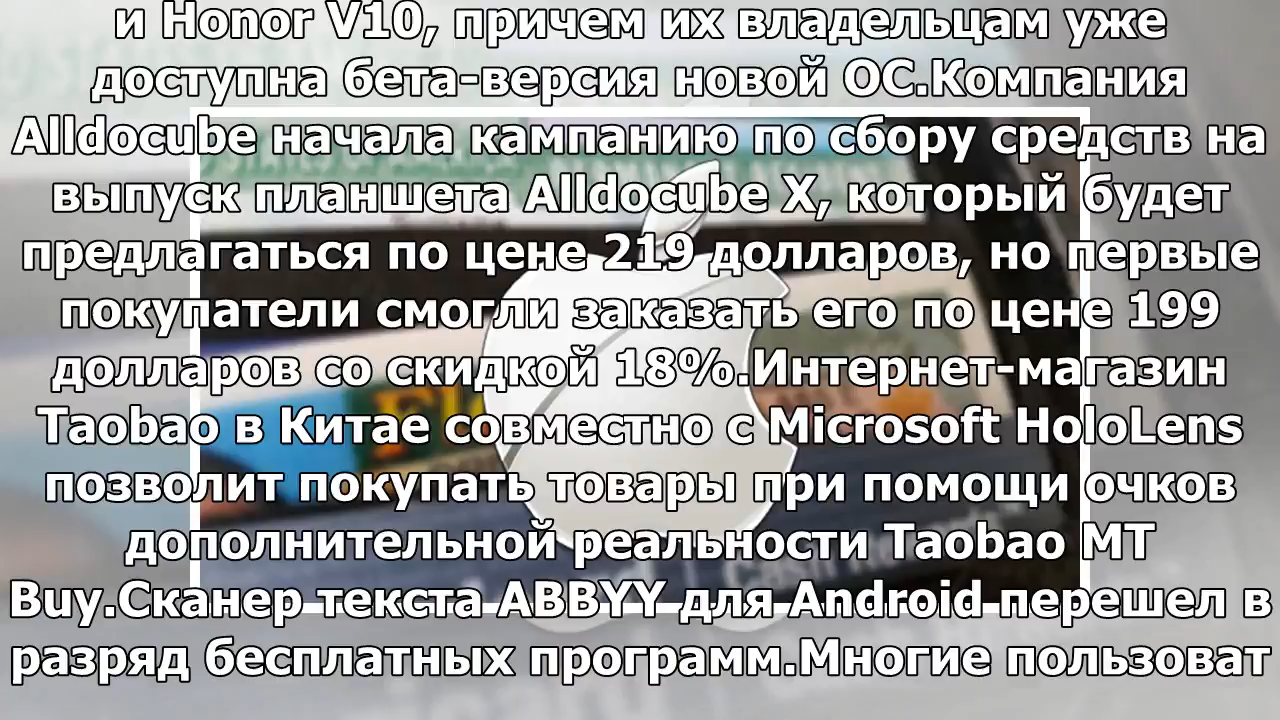 и Honor V10, причем их владельцам уже
доступна бета-версия новой ОС.Компания
Alldocube начала кампанию по сбору средств на
выпуск планшета Alldocube X, который будет
предлагаться по цене 219 долларов, но первые
покупатели смогли заказать его по цене 199
долларов со скидкой 18%.Интернет-магазин
Taobao в Китае совместно с Microsoft HoloLens
позволит покупать товары при помощи очков
дополнительной реальности Taobao MT
Buy.Сканер текста ABBYY для Android перешел в
разряд бесплатных программ.Многие пользоват